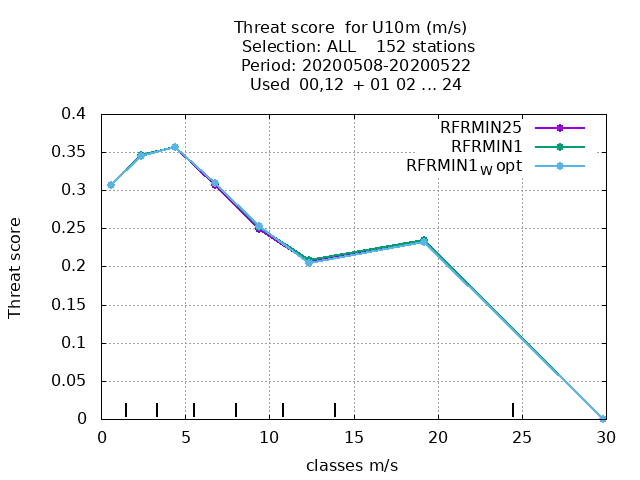 Threat score  for U10m (m/s)
Selection: ALL    152 stations
Period: 20200508-20200522
Used  00,12  + 01 02 ... 24
RFRMIN25
RFRMIN1
RFRMIN1W opt
0.4
0.35
0.3
0.25
0.2
0.15
0.1
0.05
0
Threat score
0 5 10 15 20 25 30
classes m/s